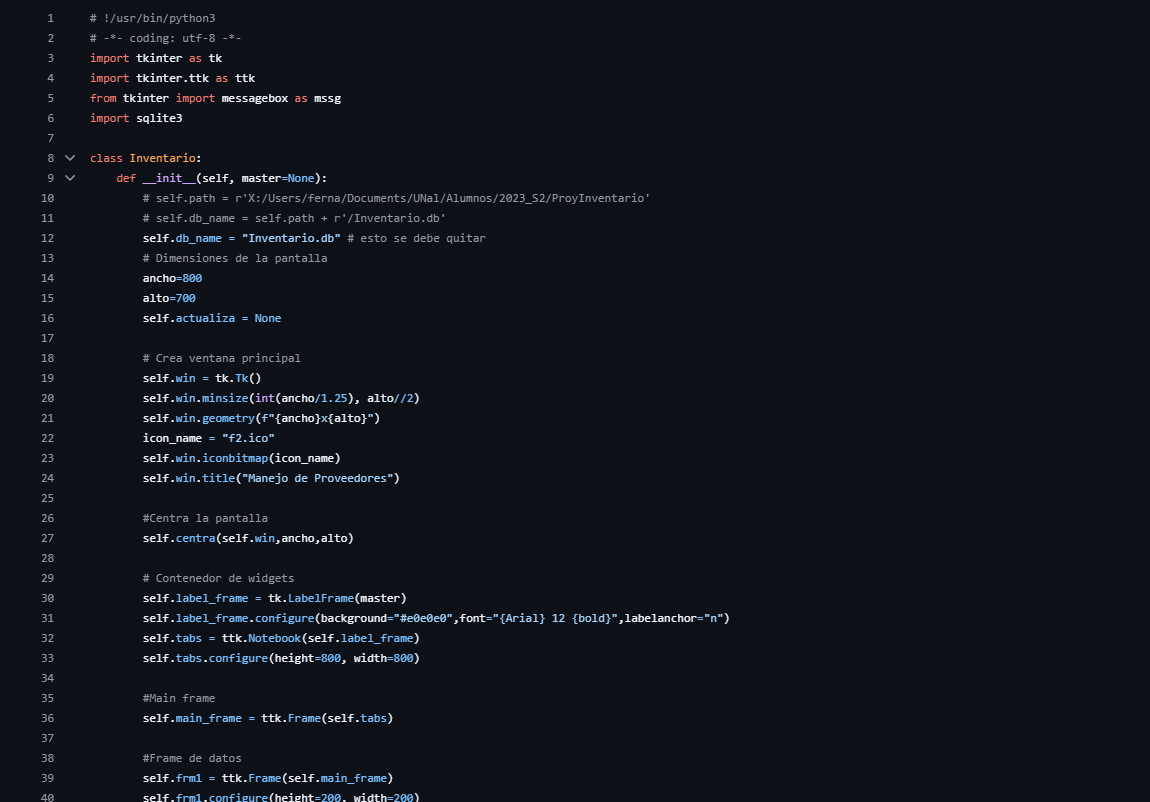 1 # !/usr/bin/python3
2 # -*- coding: utf-8 -*-
3 import tkinter as tk
4 import tkinter.ttk as ttk
5 from tkinter import messagebox as mssg
6 import sqlite3
7
8 class Inventario:
9     def __init__(self, master=None):
10         # self.path = r'X:/Users/ferna/Documents/UNal/Alumnos/2023_S2/ProyInventario'
11         # self.db_name = self.path + r'/Inventario.db'
12         self.db_name = "Inventario.db" # esto se debe quitar
13         # Dimensiones de la pantalla
14         ancho=800
15         alto=700
16         self.actualiza = None
17
18         # Crea ventana principal
19         self.win = tk.Tk()
20         self.win.minsize(int(ancho/1.25), alto//2)
21         self.win.geometry(f"{ancho}x{alto}")
22         icon_name = "f2.ico"
23         self.win.iconbitmap(icon_name)
24         self.win.title("Manejo de Proveedores")
25
26         #Centra la pantalla
27         self.centra(self.win,ancho,alto)
28
29         # Contenedor de widgets
30         self.label_frame = tk.LabelFrame(master)
31         self.label_frame.configure(background="#e0e0e0",font="{Arial} 12 {bold}",labelanchor="n")
32         self.tabs = ttk.Notebook(self.label_frame)
33         self.tabs.configure(height=800, width=800)
34
35         #Main frame
36         self.main_frame = ttk.Frame(self.tabs)
37
38         #Frame de datos
39         self.frm1 = ttk.Frame(self.main_frame)
40         self.frm1.configure(height=200, width=200)